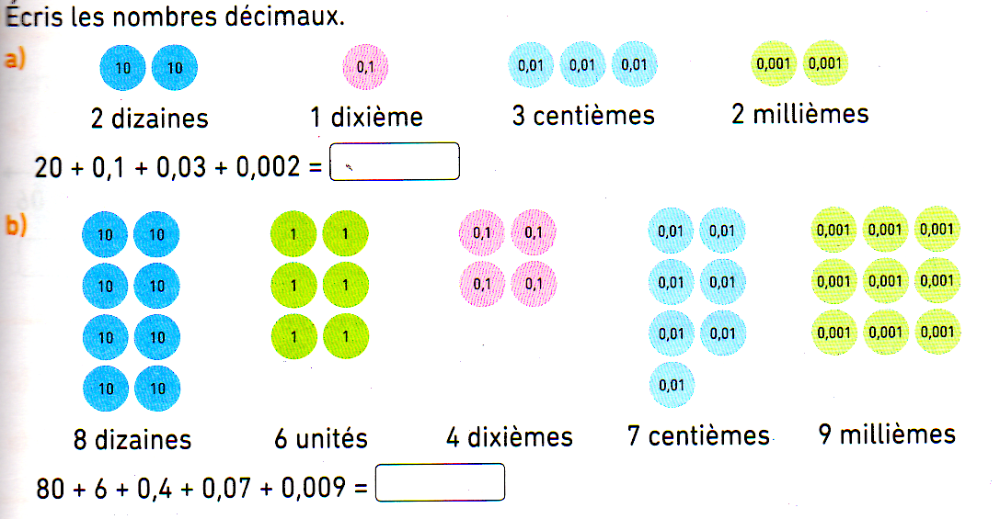 Écris les nombres décimaux.
a)
10 10 0,1 0,01 0,01 0,01 0,001 0,001
2 dizaines 1 dixième 3 centièmes 2 millièmes
20 + 0,1 + 0,03 + 0,002 =
b)
10 10 1 1 0,1 0,1 0,01 0,01 0,001 0,001 0,001
10 10 1 1 0,1 0,1 0,01 0,01 0,001 0,001 0,001
10 10 1 1 0,01 0,01 0,001 0,001 0,001
10 10 0,01
8 dizaines 6 unités 4 dixièmes 7 centièmes 9 millièmes
80 + 6 + 0,4 + 0,07 + 0,009 =